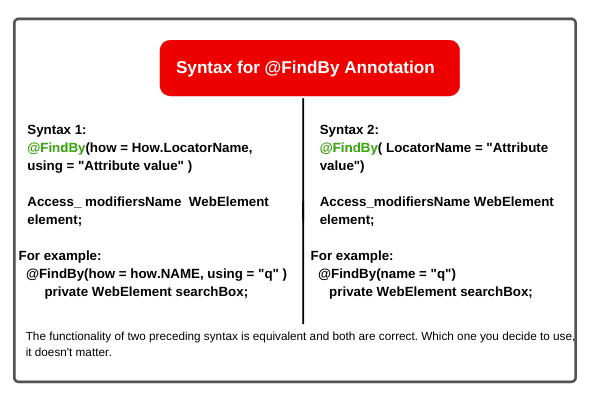 Syntax for @FindBy Annotation
Syntax 1:
@FindBy(how = How.LocatorName,
using = "Attribute value" )
Access_ modifiersName  WebElement
element;
For example:
@FindBy(how = how.NAME, using = "q" )
private WebElement searchBox;
Syntax 2:
@FindBy( LocatorName = "Attribute
value")
Access_modifiersName WebElement
element;
For example:
@FindBy(name = "q")
private WebElement searchBox;
The functionality of two preceding syntax is equivalent and both are correct. Which one you decide to use,
it doesn't matter.